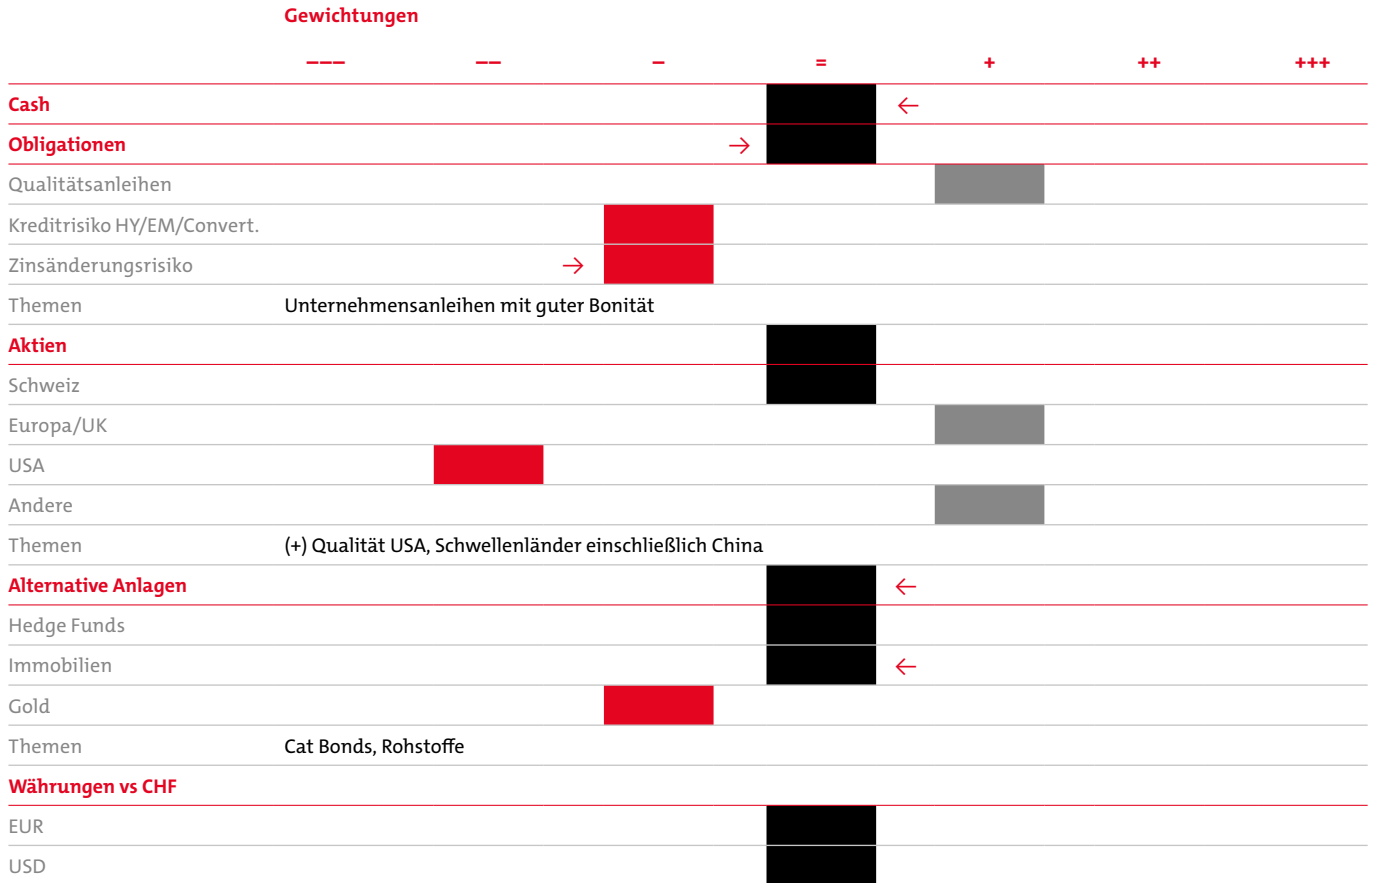 Gewichtungen
––– –– – = + ++ +++
Cash ←
Obligationen →
Qualitätsanleihen
Kreditrisiko HY/EM/Convert.
Zinsänderungsrisiko →
Themen Unternehmensanleihen mit guter Bonität
Aktien
Schweiz
Europa/UK
USA
Andere
Themen (+) Qualität USA, Schwellenländer einschließlich China
Alternative Anlagen ←
Hedge Funds
Immobilien ←
Gold
Themen Cat Bonds, Rohstoffe
Währungen vs CHF
EUR
USD